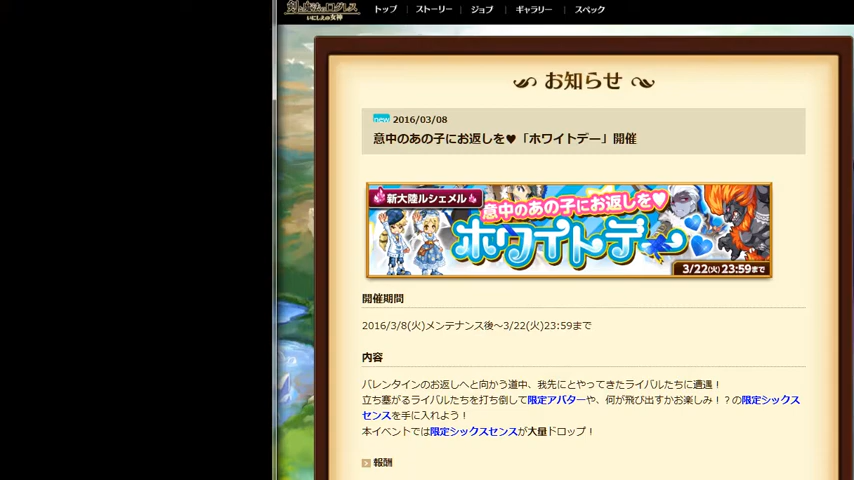 剣と魔法のログレス
いにしえの女神
トップ ストーリー ジョブ ギャラリー スペック
お知らせ
new 2016/03/08
意中のあの子にお返しを♥「ホワイトデー」開催
新大陸ルシェメル
意中のあの子にお返しを♥
ホワイトデー
3/22(火)23:59まで
開催期間
2016/3/8(火)メンテナンス後～3/22(火)23:59まで
内容
バレンタインのお返しへと向かう道中、我先にとやってきたライバルたちに遭遇！
立ち塞がるライバルたちを打ち倒して限定アバターや、何が飛び出すかお楽しみ！？の限定シックス
センスを手に入れよう！
本イベントでは限定シックスセンスが大量ドロップ！
報酬